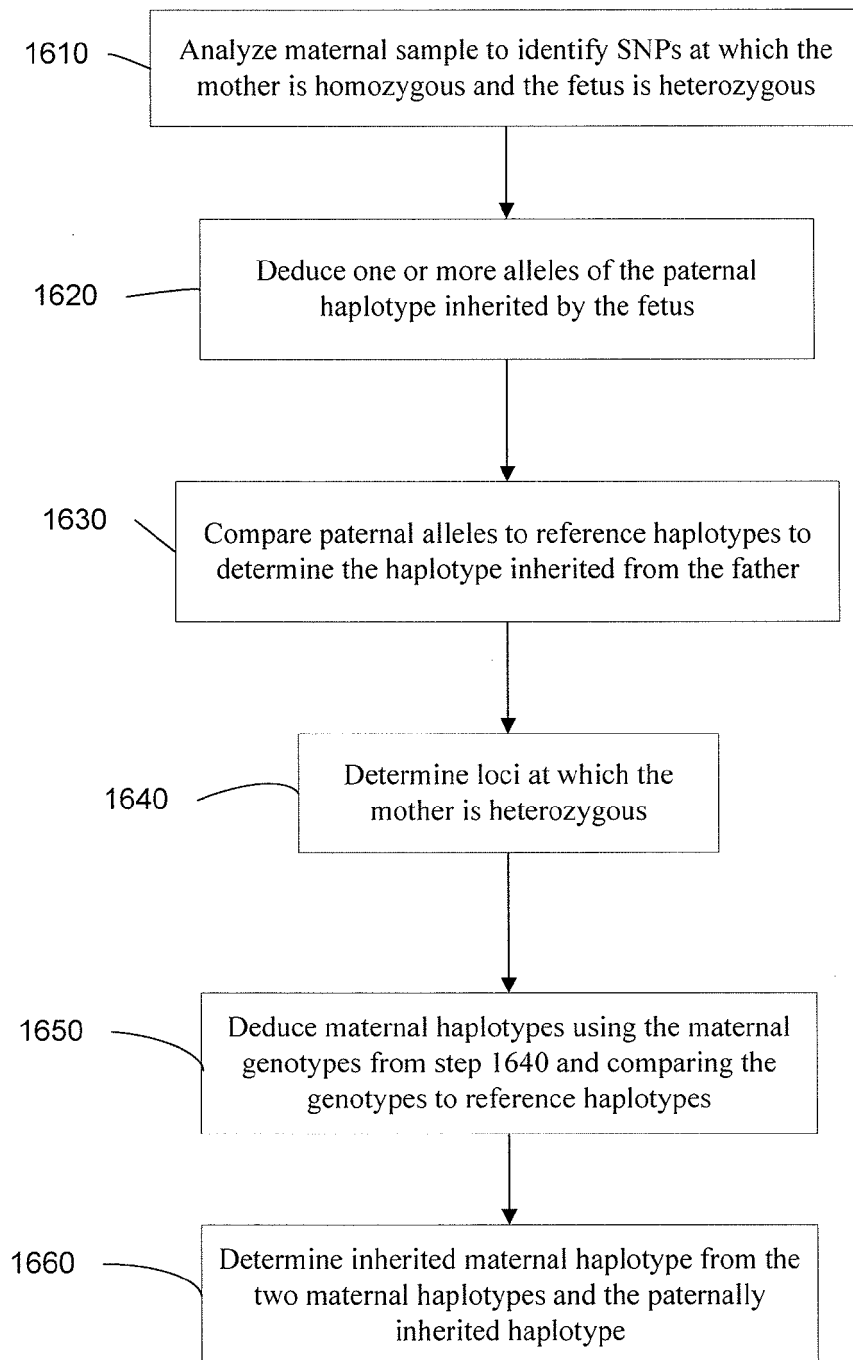 1610
Analyze maternal sample to identify SNPs at which the
mother is homozygous and the fetus is heterozygous
1620
Deduce one or more alleles of the paternal
haplotype inherited by the fetus
1630
Compare paternal alleles to reference haplotypes to
determine the haplotype inherited from the father
1640
Determine loci at which the
mother is heterozygous
1650
Deduce maternal haplotypes using the maternal
genotypes from step 1640 and comparing the
genotypes to reference haplotypes
1660
Determine inherited maternal haplotype from the
two maternal haplotypes and the paternally
inherited haplotype